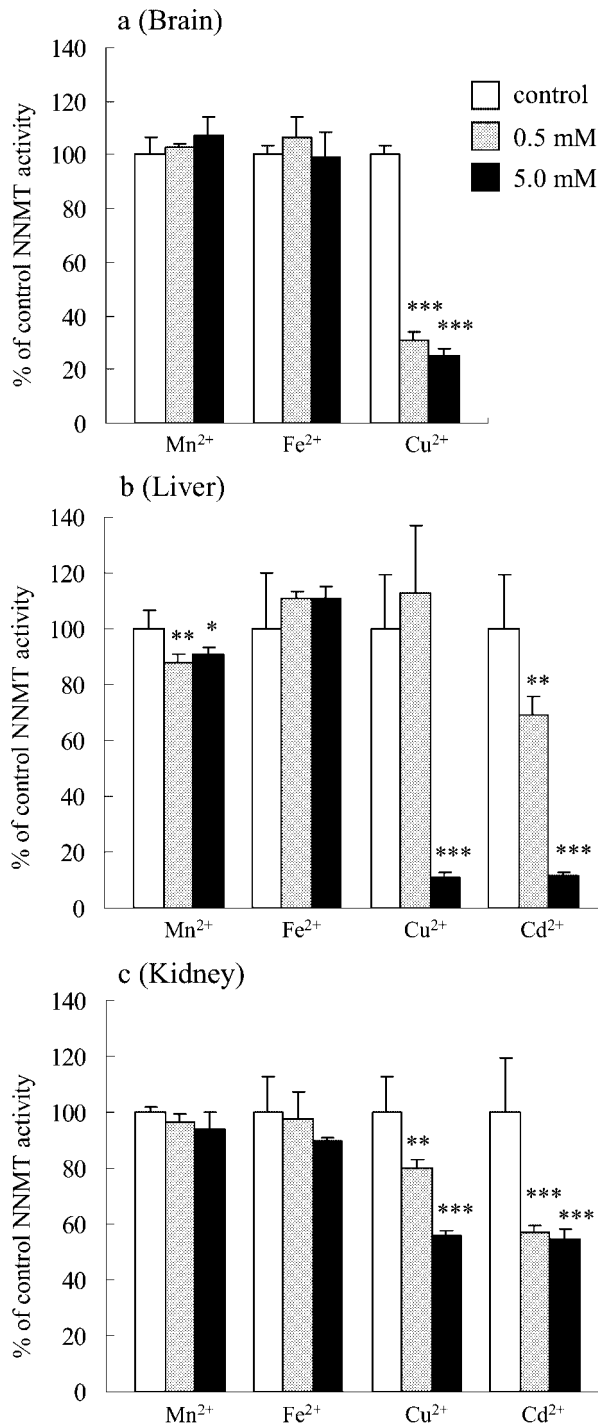 a (Brain)
% of control NNMT activity
140
120
100
80
60
40
20
0
control
0.5 mM
5.0 mM
*** ***
Mn²⁺ Fe²⁺ Cu²⁺
b (Liver)
% of control NNMT activity
140
120
100
80
60
40
20
0
** *
***
**
***
Mn²⁺ Fe²⁺ Cu²⁺ Cd²⁺
c (Kidney)
% of control NNMT activity
140
120
100
80
60
40
20
0
**
***
*** ***
Mn²⁺ Fe²⁺ Cu²⁺ Cd²⁺